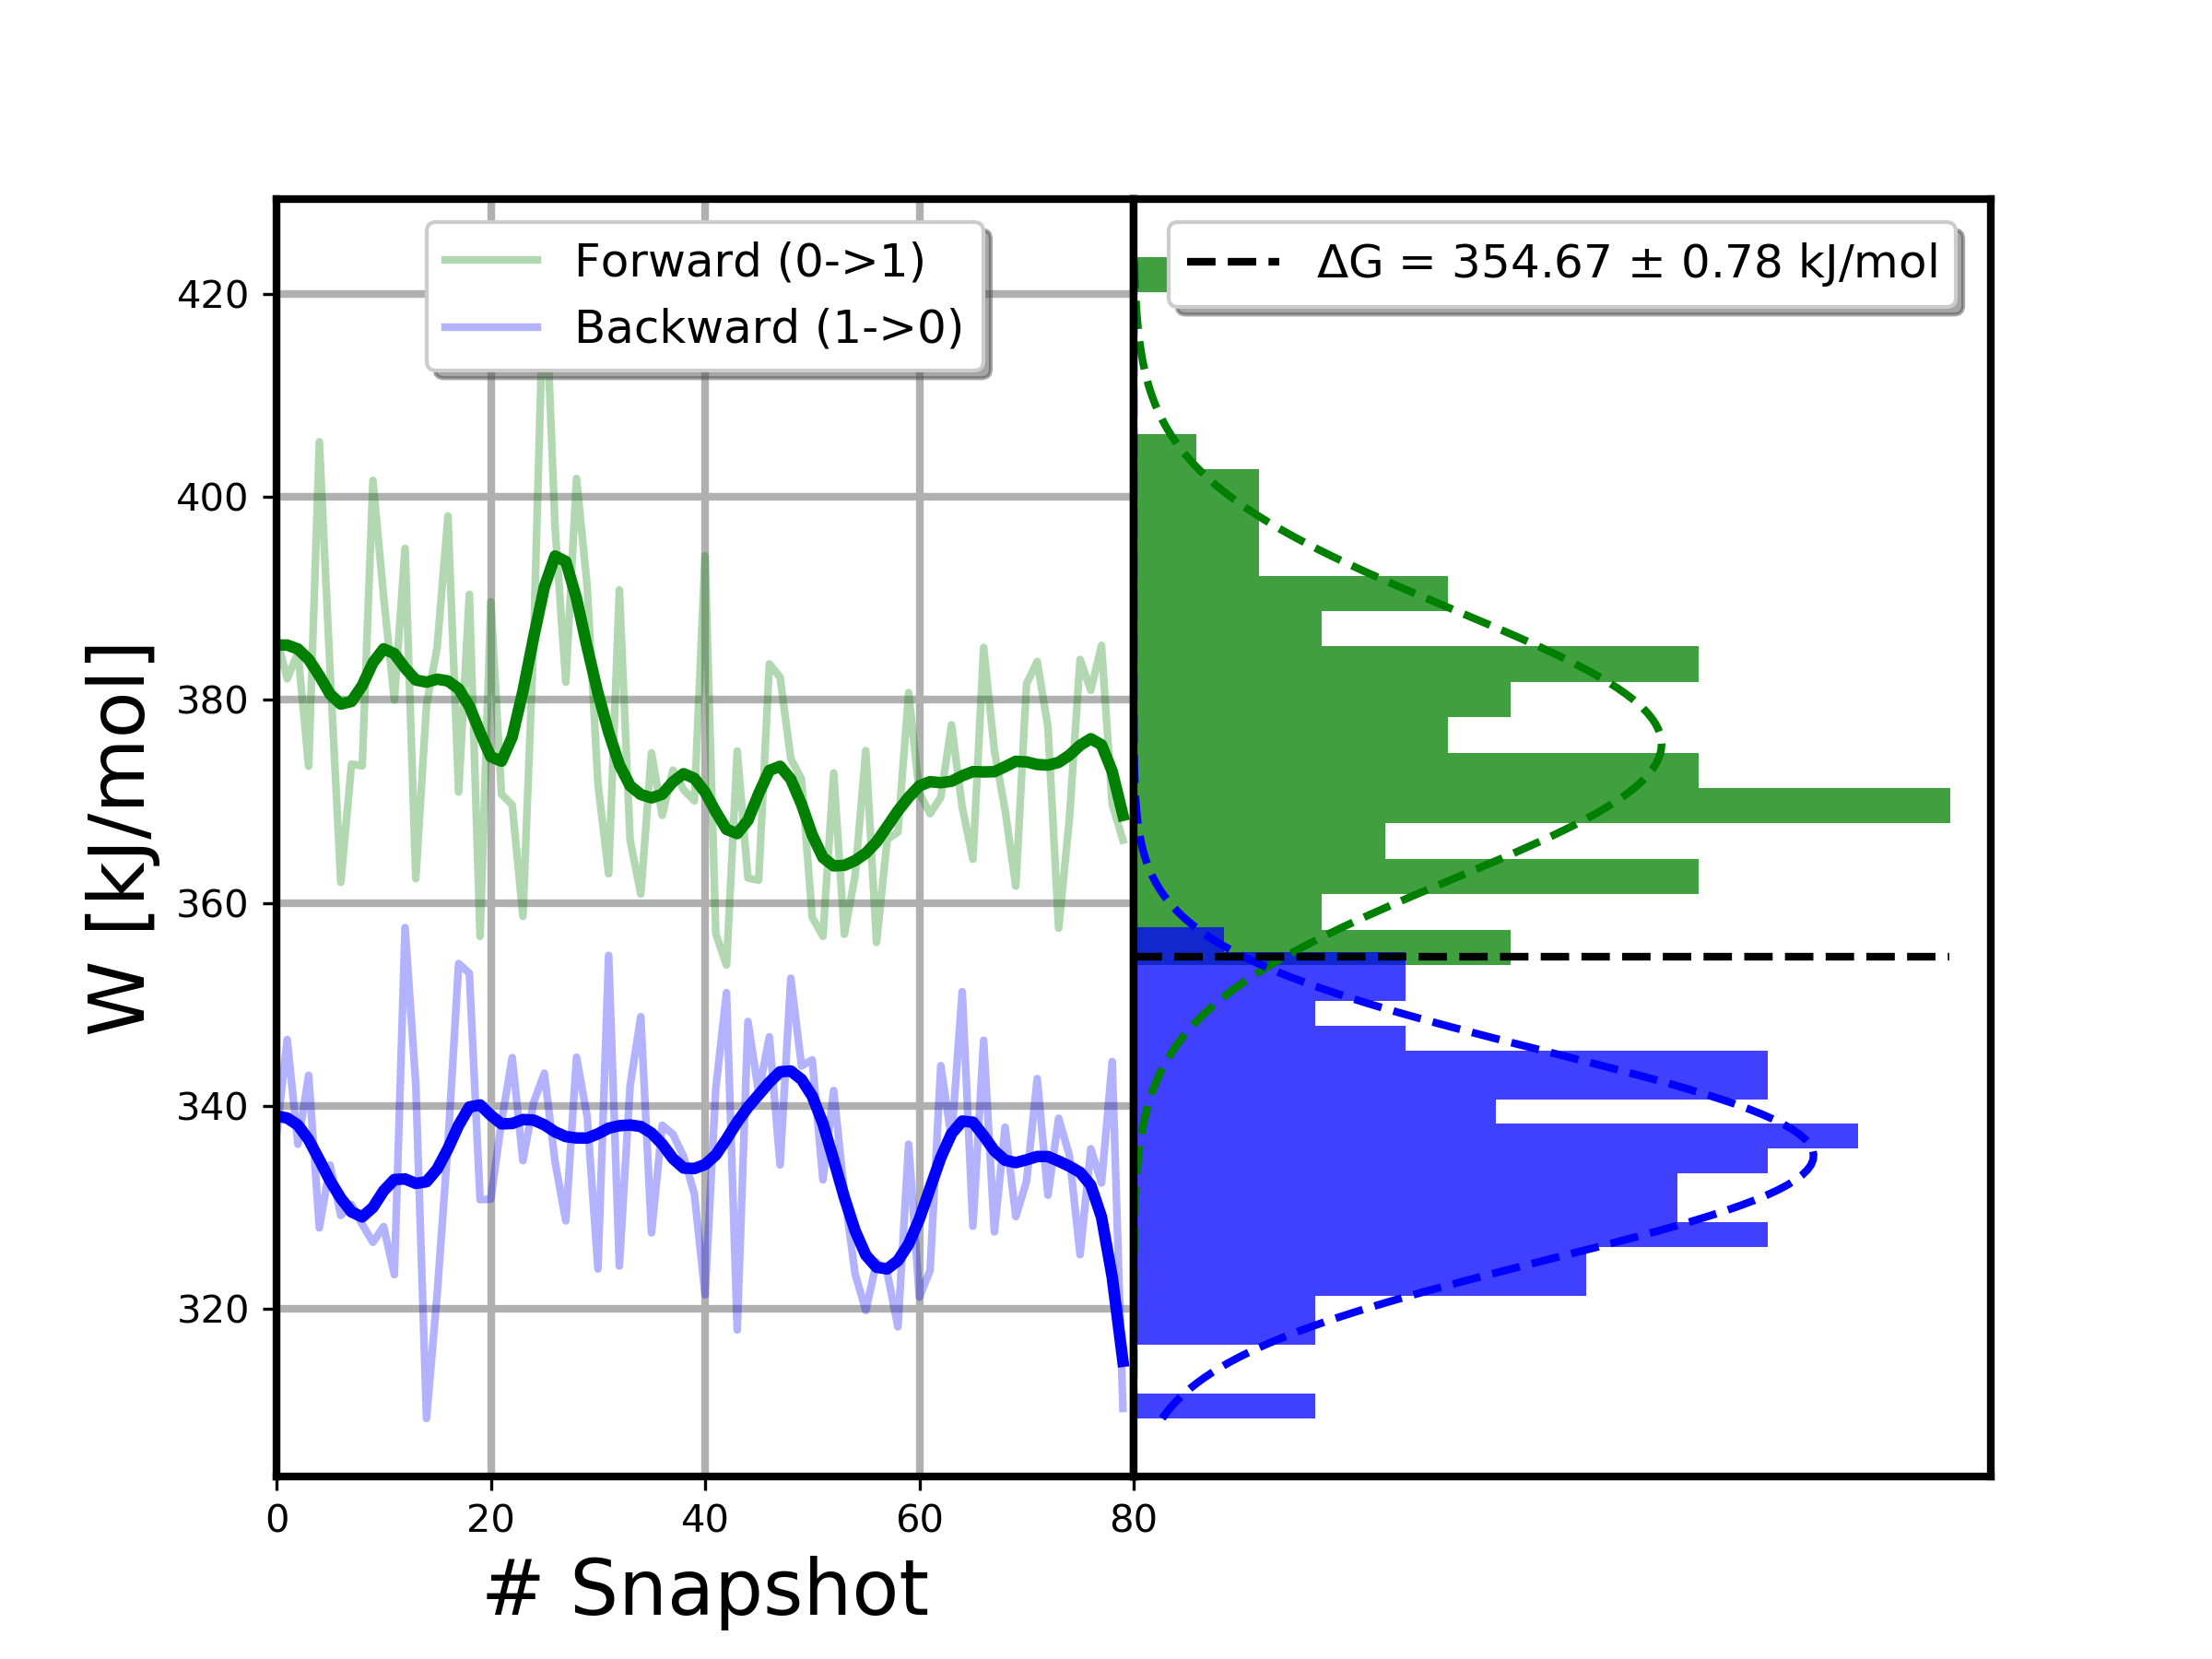 Forward (0->1)
Backward (1->0)
ΔG = 354.67 ± 0.78 kJ/mol
W [kJ/mol]
420
400
380
360
340
320
0 20 40 60 80
# Snapshot